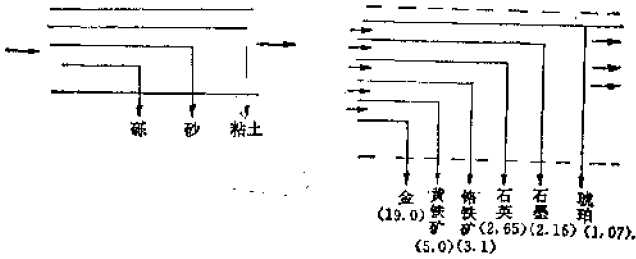 砾 砂 粘土
金 黄铁矿 铬铁矿 石英 石墨 琥珀
(19.0) (2.65) (2.16) (1.07).
(5.0) (3.1)